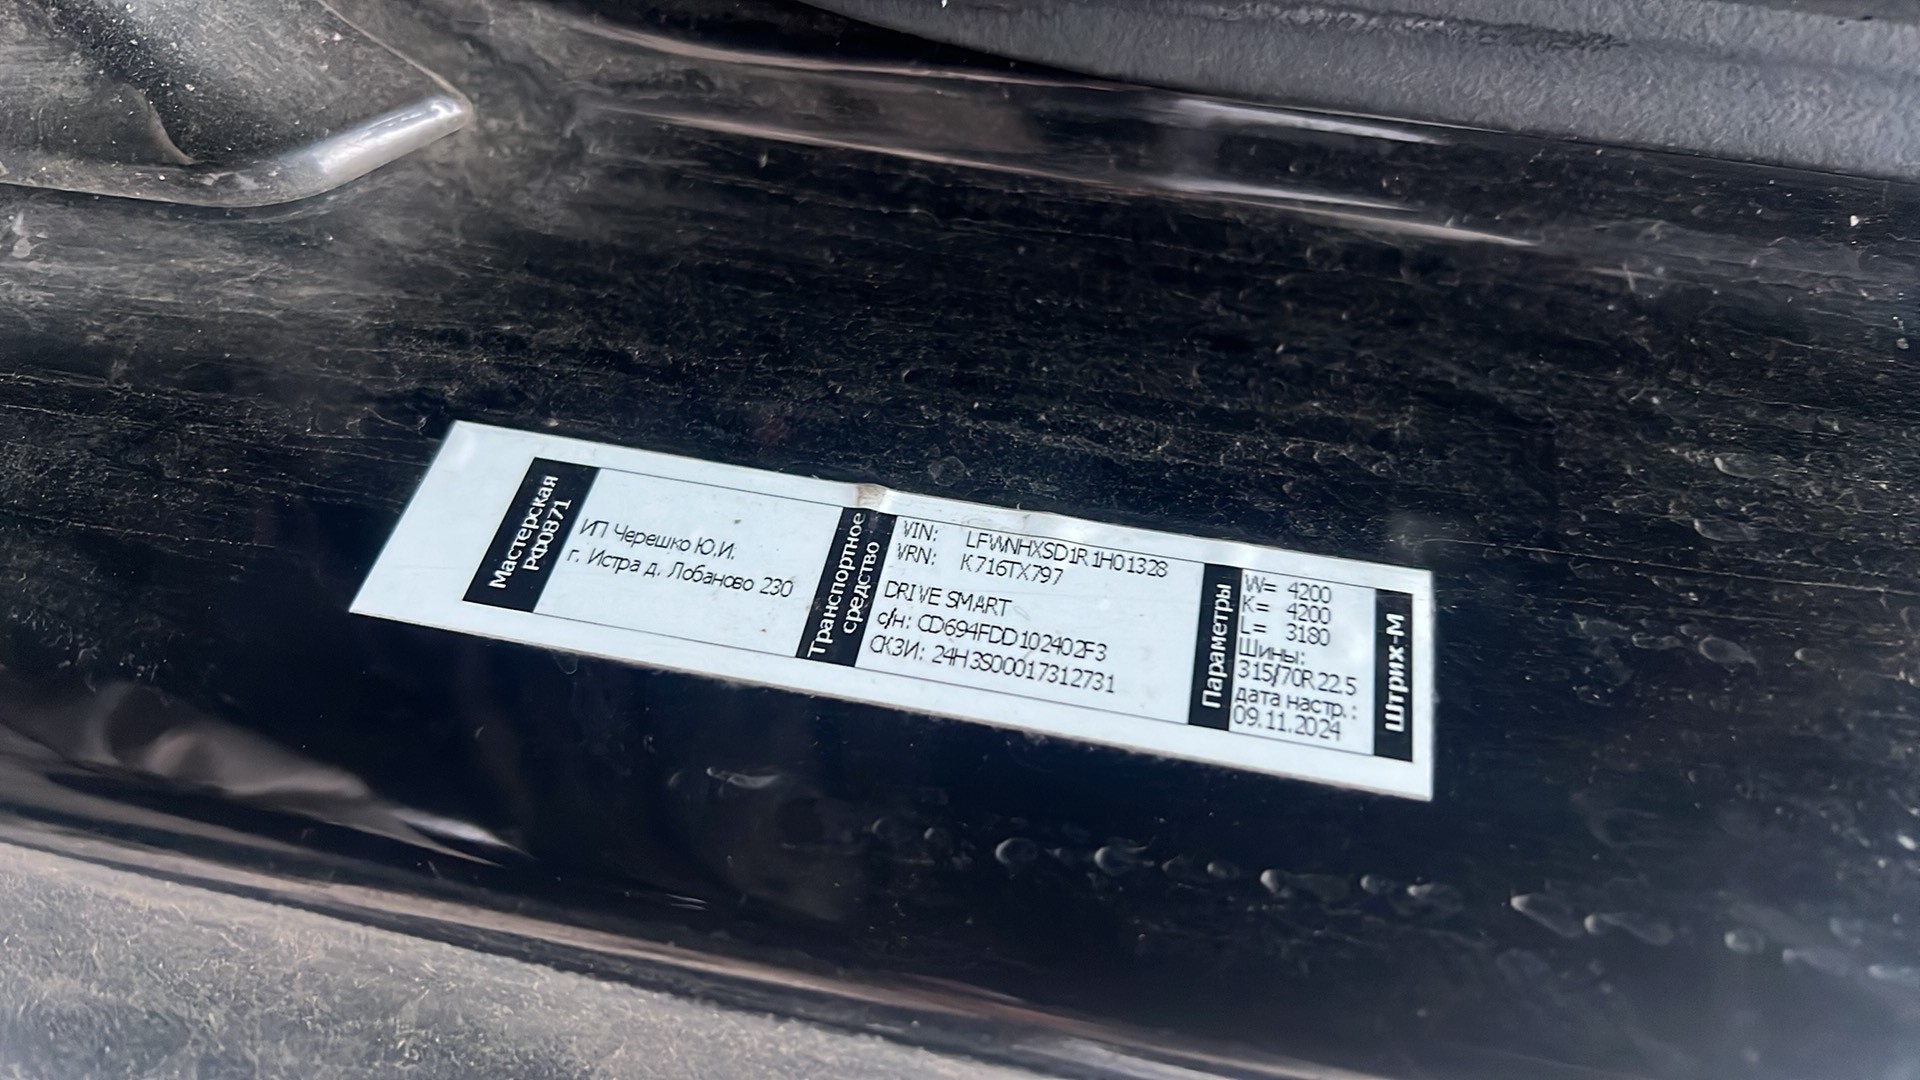 Мастерская
РФ0871
ИП Черешко Ю.И.
г. Истра д. Лобаново 230
Транспортное
средство
VIN: LFWNHXSD1R1H01328
VRN: K716TX797
DRIVE SMART
с/н: CD694FDD102402F3
СКЗИ: 24H3S00017312731
Параметры
W= 4200
K= 4200
L= 3180
Шины:
315/70R22.5
дата настр.:
09.11.2024
Штрих-М